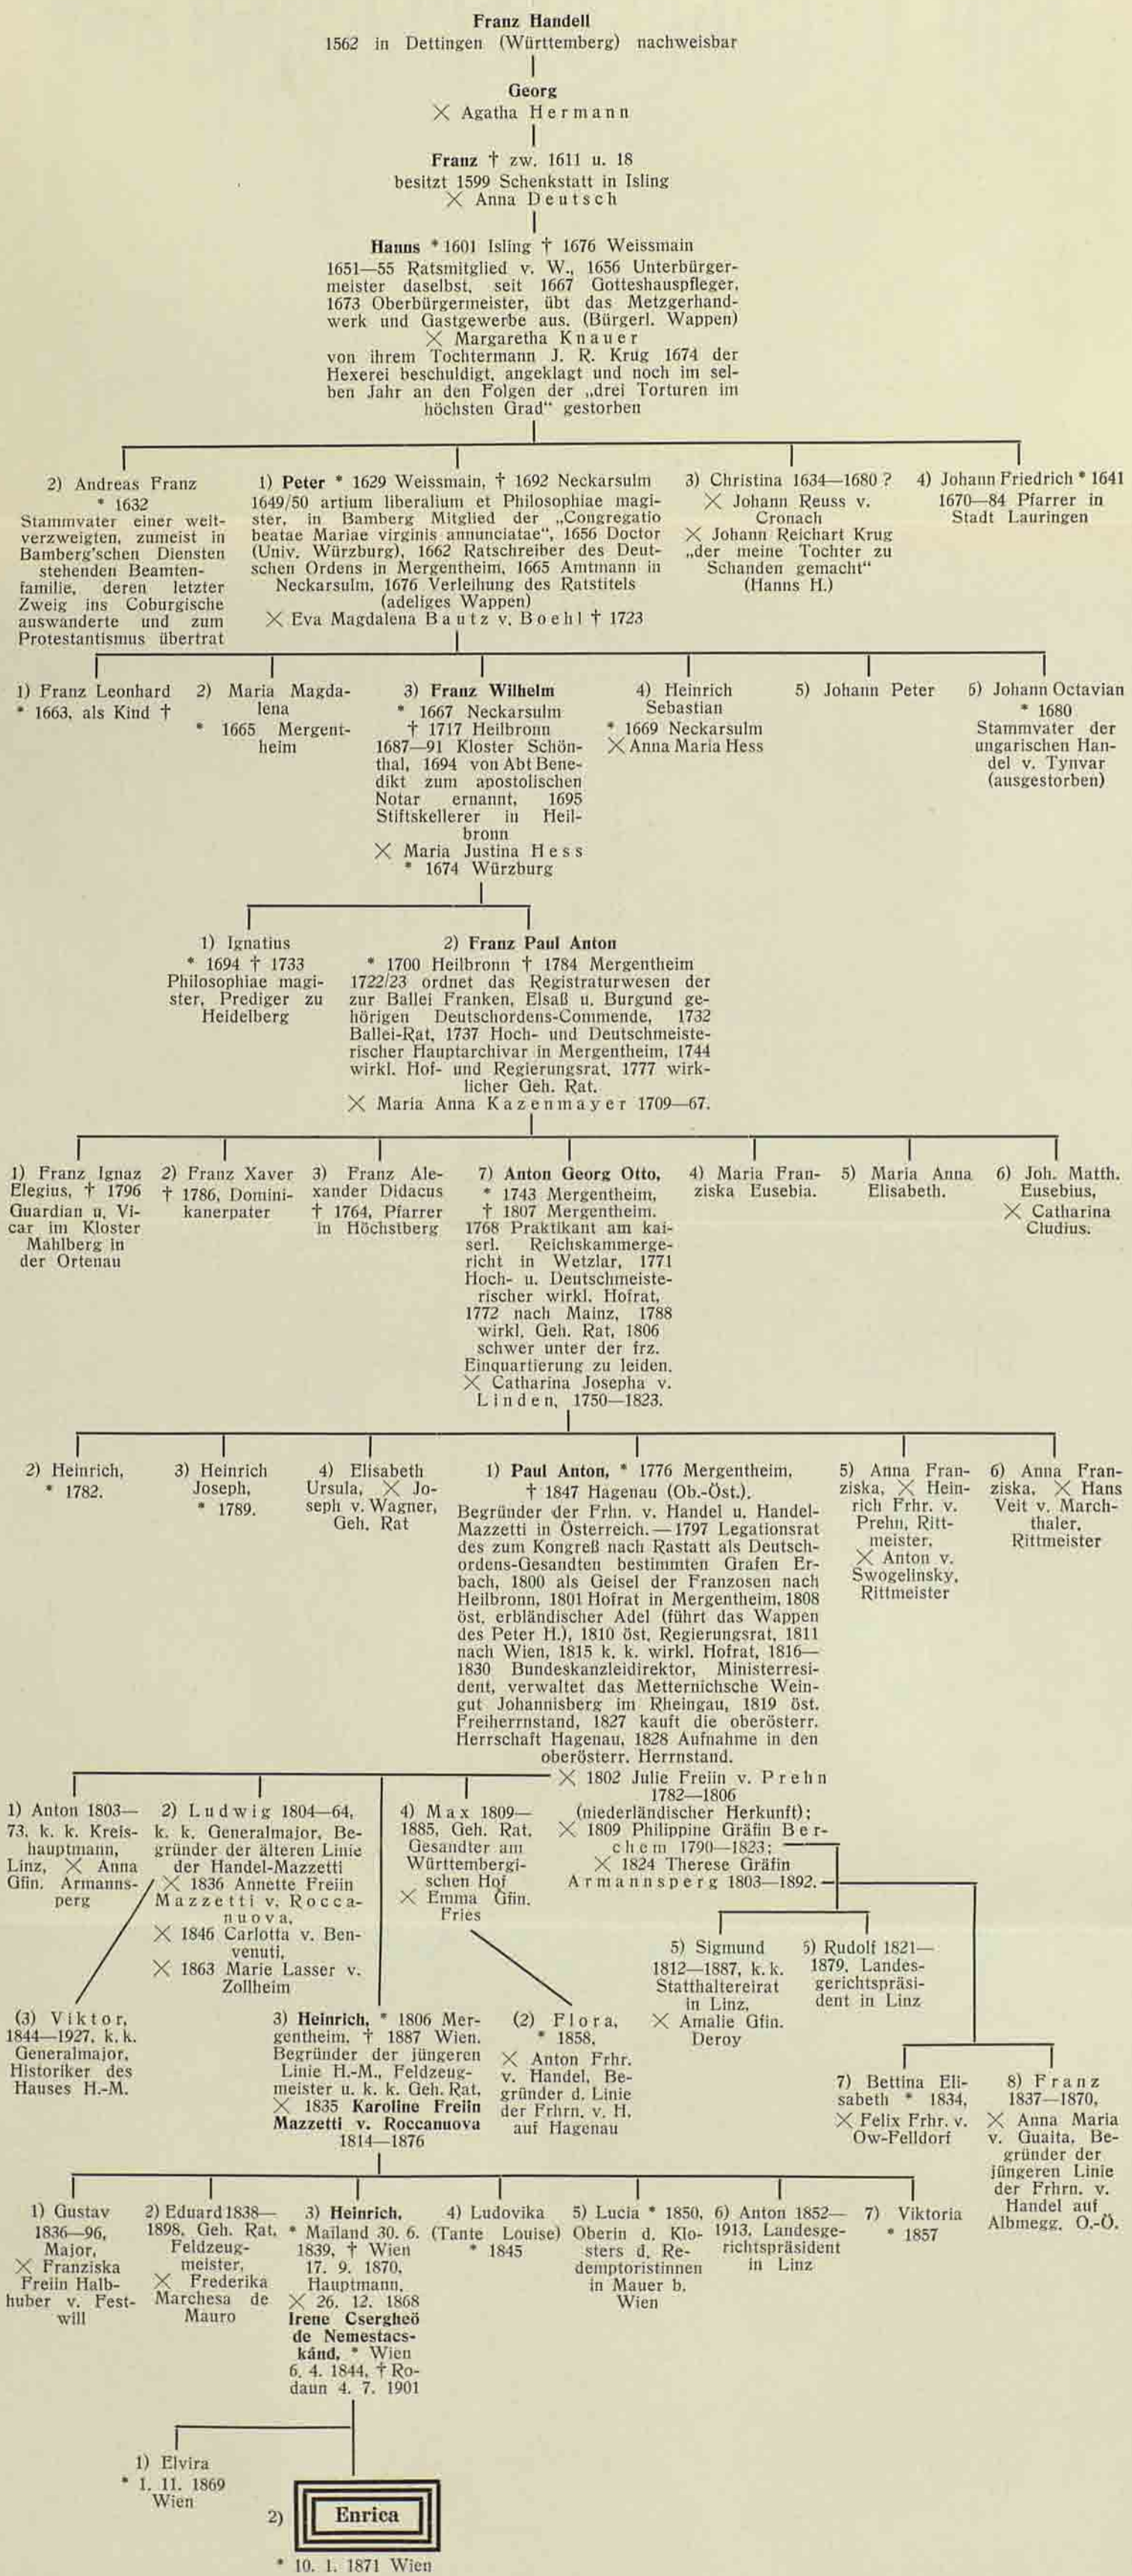 Franz Handell
1562 in Dettingen (Württemberg) nachweisbar
Georg
× Agatha Hermann
Franz † zw. 1611 u. 18
besitzt 1599 Schenkstatt in Isling
× Anna Deutsch
Hanns * 1601 Isling † 1676 Weissmain
1651—55 Ratsmitglied v. W., 1656 Unterbürger-
meister daselbst, seit 1667 Gotteshauspfleger,
1673 Oberbürgermeister, übt das Metzgerhand-
werk und Gastgewerbe aus. (Bürgerl. Wappen)
× Margaretha Knauer
von ihrem Tochtermann J. R. Krug 1674 der
Hexerei beschuldigt, angeklagt und noch im sel-
ben Jahr an den Folgen der „drei Torturen im
höchsten Grad“ gestorben
2) Andreas Franz
* 1632
Stammvater einer weit-
verzweigten, zumeist in
Bamberg'schen Diensten
stehenden Beamten-
familie, deren letzter
Zweig ins Coburgische
auswanderte und zum
Protestantismus übertrat
1) Peter * 1629 Weissmain, † 1692 Neckarsulm
1649/50 artium liberalium et Philosophiae magi-
ster, in Bamberg Mitglied der „Congregatio
beatae Mariae virginis annunciatae“, 1656 Doctor
(Univ. Würzburg), 1662 Ratschreiber des Deut-
schen Ordens in Mergentheim, 1665 Amtmann in
Neckarsulm, 1676 Verleihung des Ratstitels
(adeliges Wappen)
× Eva Magdalena Bautz v. Boehl † 1723
3) Christina 1634—1680 ?
× Johann Reuss v.
Cronach
× Johann Reichart Krug
„der meine Tochter zu
Schanden gemacht“
(Hanns H.)
4) Johann Friedrich * 1641
1670—84 Pfarrer in
Stadt Lauringen
1) Franz Leonhard
* 1663, als Kind †
2) Maria Magda-
lena
* 1665 Mergent-
heim
3) Franz Wilhelm
* 1667 Neckarsulm
† 1717 Heilbronn
1687—91 Kloster Schön-
thal, 1694 von Abt Bene-
dikt zum apostolischen
Notar ernannt, 1695
Stiftskellerer in Heil-
bronn
× Maria Justina Hess
* 1674 Würzburg
4) Heinrich
Sebastian
* 1669 Neckarsulm
× Anna Maria Hess
5) Johann Peter
6) Johann Octavian
* 1680
Stammvater der
ungarischen Han-
del v. Tynvar
(ausgestorben)
1) Ignatius
* 1694 † 1733
Philosophiae magi-
ster, Prediger zu
Heidelberg
2) Franz Paul Anton
* 1700 Heilbronn † 1784 Mergentheim
1722/23 ordnet das Registraturwesen der
zur Ballei Franken, Elsaß u. Burgund ge-
hörigen Deutschordens-Commende, 1732
Ballei-Rat, 1737 Hoch- und Deutschmeiste-
rischer Hauptarchivar in Mergentheim, 1744
wirkl. Hof- und Regierungsrat, 1777 wirk-
licher Geh. Rat.
× Maria Anna Kazenmayer 1709—67.
1) Franz Ignaz
Elegius, † 1796
Guardian u. Vi-
car im Kloster
Mahlberg in
der Ortenau
2) Franz Xaver
† 1786, Domini-
kanerpater
3) Franz Ale-
xander Didacus
† 1764, Pfarrer
in Höchstberg
7) Anton Georg Otto,
* 1743 Mergentheim,
† 1807 Mergentheim.
1768 Praktikant am kai-
serl. Reichskammerge-
richt in Wetzlar, 1771
Hoch- u. Deutschmeiste-
rischer wirkl. Hofrat,
1772 nach Mainz, 1788
wirkl. Geh. Rat, 1806
schwer unter der frz.
Einquartierung zu leiden.
× Catharina Josepha v.
Linden, 1750—1823.
4) Maria Fran-
ziska Eusebia.
5) Maria Anna
Elisabeth.
6) Joh. Matth.
Eusebius,
× Catharina
Cludius.
2) Heinrich,
* 1782.
3) Heinrich
Joseph,
* 1789.
4) Elisabeth
Ursula, × Jo-
seph v. Wagner,
Geh. Rat
1) Paul Anton, * 1776 Mergentheim,
† 1847 Hagenau (Ob.-Öst.).
Begründer der Frhn. v. Handel u. Handel-
Mazzetti in Österreich. — 1797 Legationsrat
des zum Kongreß nach Rastatt als Deutsch-
ordens-Gesandten bestimmten Grafen Er-
bach, 1800 als Geisel der Franzosen nach
Heilbronn, 1801 Hofrat in Mergentheim, 1808
öst. erbländischer Adel (führt das Wappen
des Peter H.), 1810 öst. Regierungsrat, 1811
nach Wien, 1815 k. k. wirkl. Hofrat, 1816—
1830 Bundeskanzleidirektor, Ministerresi-
dent, verwaltet das Metternichsche Wein-
gut Johannisberg im Rheingau, 1819 öst.
Freiherrnstand, 1827 kauft die oberösterr.
Herrschaft Hagenau, 1828 Aufnahme in den
oberösterr. Herrnstand.
× 1802 Julie Freiin v. Prehn
1782—1806
(niederländischer Herkunft);
× 1809 Philippine Gräfin Ber-
chem 1790—1823;
× 1824 Therese Gräfin
Armannsperg 1803—1892.
5) Anna Fran-
ziska, × Hein-
rich Frhr. v.
Prehn, Ritt-
meister,
× Anton v.
Swogelinsky,
Rittmeister
6) Anna Fran-
ziska, × Hans
Veit v. March-
thaler,
Rittmeister
1) Anton 1803—
73, k. k. Kreis-
hauptmann,
Linz, × Anna
Gfin. Armanns-
perg
2) Ludwig 1804—64,
k. k. Generalmajor, Be-
gründer der älteren Linie
der Handel-Mazzetti
× 1836 Annette Freiin
Mazzetti v. Rocca-
nuova,
× 1846 Carlotta v. Ben-
venuti,
× 1863 Marie Lasser v.
Zollheim
4) Max 1809—
1885, Geh. Rat,
Gesandter am
Württembergi-
schen Hof
× Emma Gfin.
Fries
5) Sigmund
1812—1887, k. k.
Statthaltereirat
in Linz,
× Amalie Gfin.
Deroy
5) Rudolf 1821—
1879, Landes-
gerichtspräsi-
dent in Linz
(3) Viktor,
1844—1927, k. k.
Generalmajor,
Historiker des
Hauses H.-M.
3) Heinrich, * 1806 Mer-
gentheim, † 1887 Wien.
Begründer der jüngeren
Linie H.-M., Feldzeug-
meister u. k. k. Geh. Rat,
× 1835 Karoline Freiin
Mazzetti v. Roccanuova
1814—1876
(2) Flora,
* 1858,
× Anton Frhr.
v. Handel, Be-
gründer d. Linie
der Frhrn. v. H.
auf Hagenau
7) Bettina Eli-
sabeth * 1834,
× Felix Frhr. v.
Ow-Felldorf
8) Franz
1837—1870,
× Anna Maria
v. Guaita, Be-
gründer der
jüngeren Linie
der Frhrn. v.
Handel auf
Albmegg, O.-Ö.
1) Gustav
1836—96,
Major,
× Franziska
Freiin Halb-
huber v. Fest-
will
2) Eduard 1838—
1898, Geh. Rat,
Feldzeug-
meister,
× Frederika
Marchesa de
Mauro
3) Heinrich,
* Mailand 30. 6.
1839, † Wien
17. 9. 1870,
Hauptmann,
× 26. 12. 1868
Irene Csergheö
de Nemestacs-
kánd, * Wien
6. 4. 1844, † Ro-
daun 4. 7. 1901
4) Ludovika
(Tante Louise)
* 1845
5) Lucia * 1850,
Oberin d. Klo-
sters d. Re-
demptoristinnen
in Mauer b.
Wien
6) Anton 1852—
1913, Landesge-
richtspräsident
in Linz
7) Viktoria
* 1857
1) Elvira
* 1. 11. 1869
Wien
2) Enrica
* 10. 1. 1871 Wien